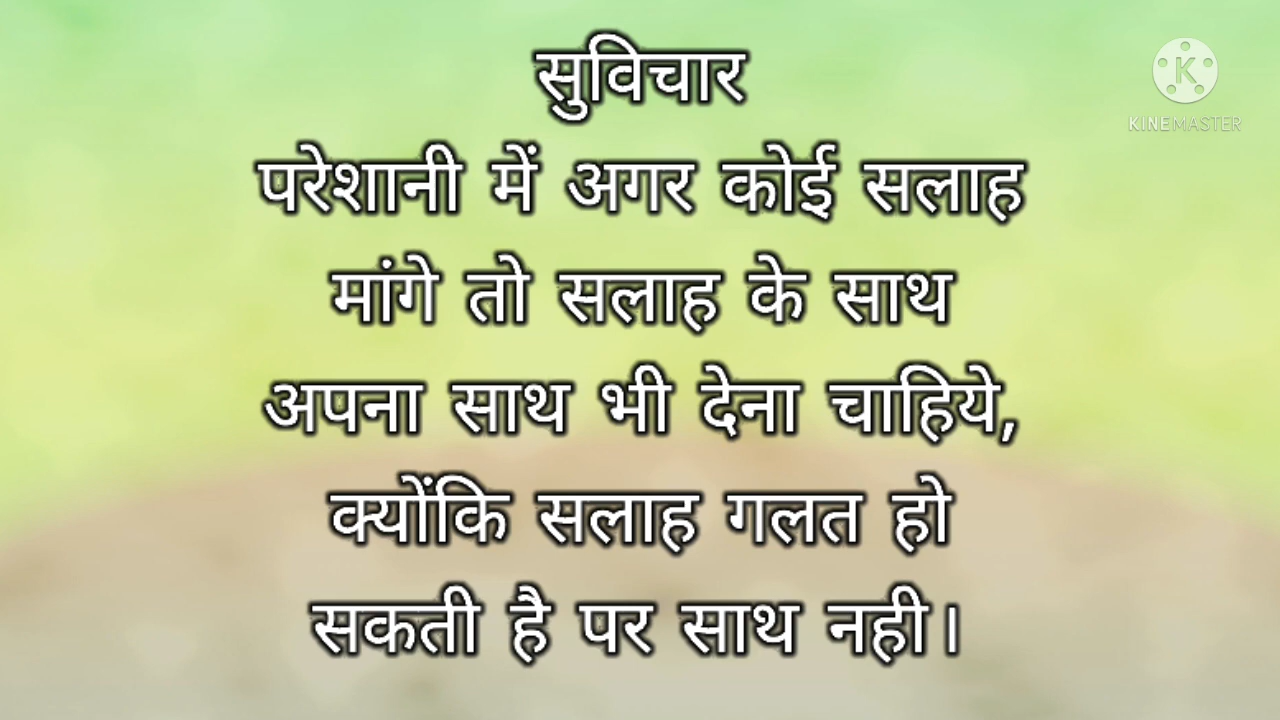 सुविचार
KINEMASTER
परेशानी में अगर कोई सलाह
मांगे तो सलाह के साथ
अपना साथ भी देना चाहिये,
क्योंकि सलाह गलत हो
सकती है पर साथ नही।